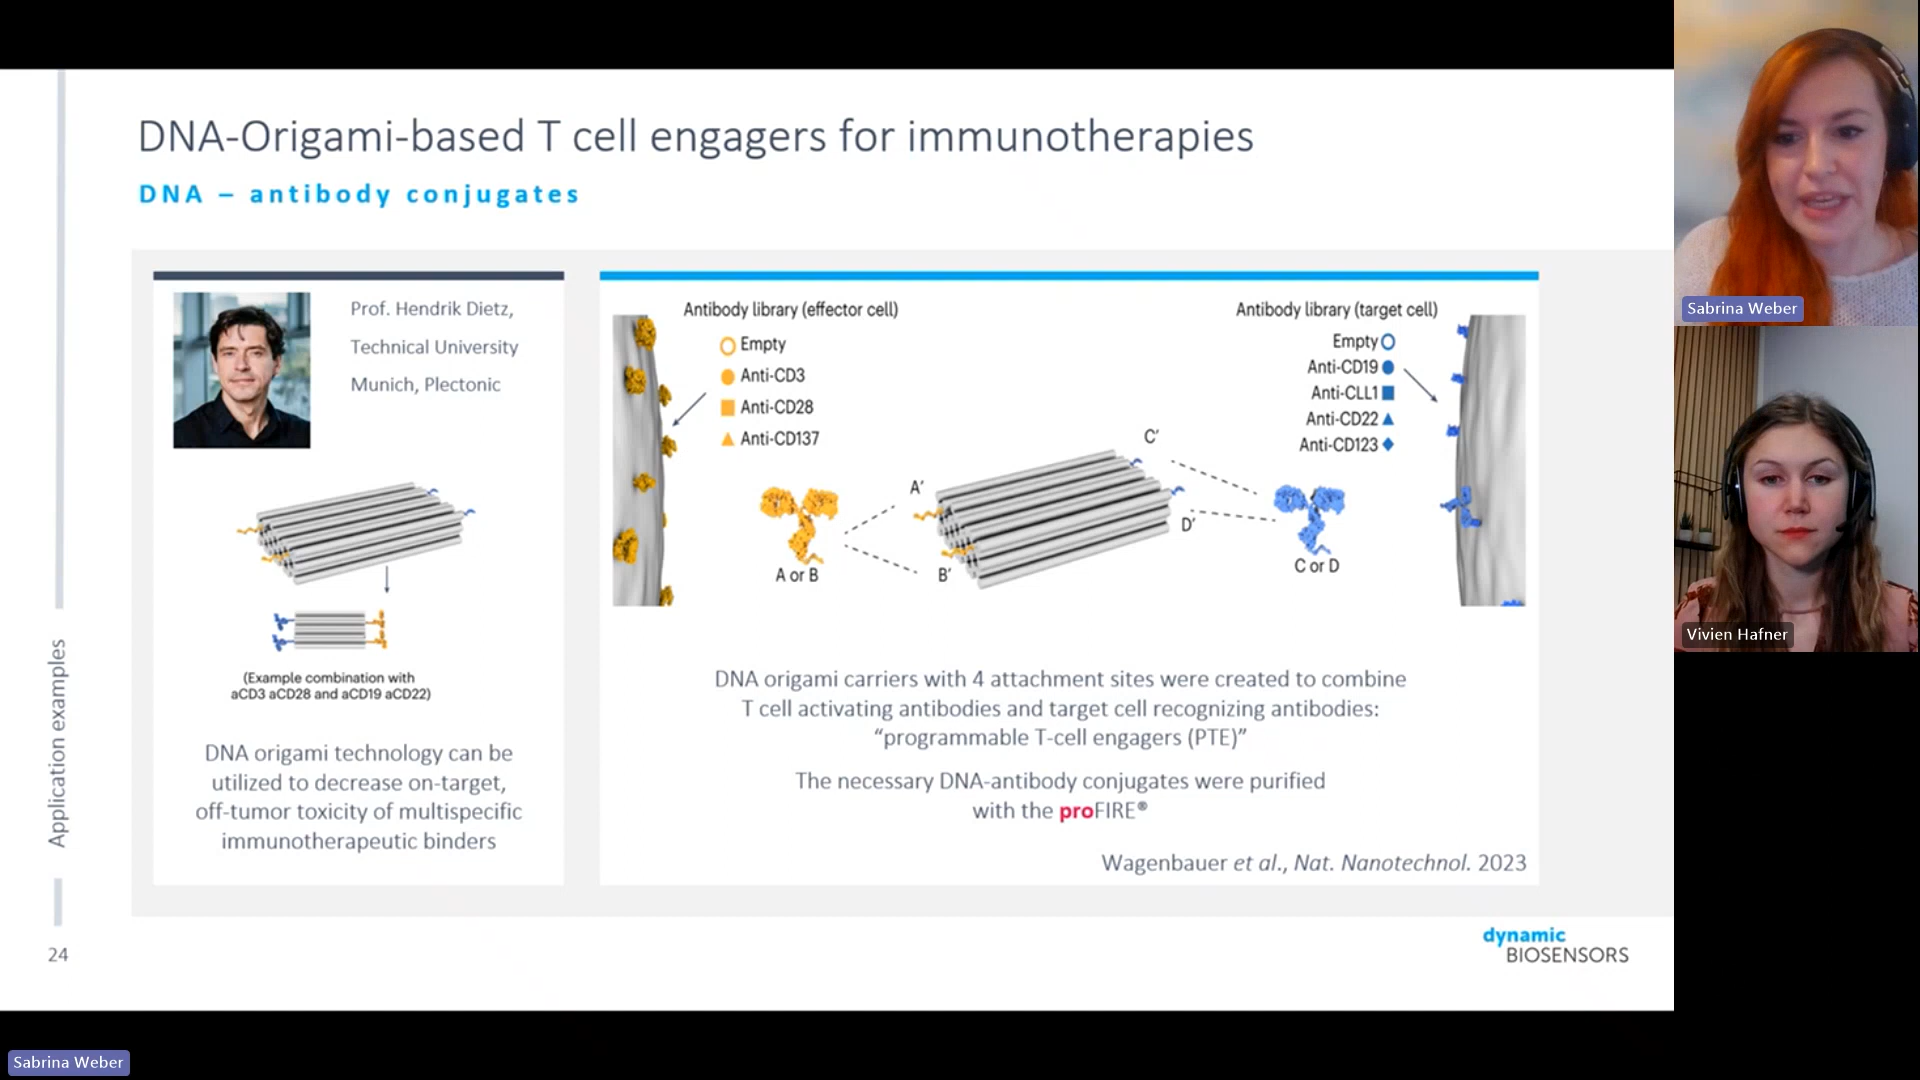 DNA-Origami-based T cell engagers for immunotherapies
DNA – antibody conjugates
Prof. Hendrik Dietz,
Technical University
Munich, Plectonic
(Example combination with
aCD3 aCD28 and aCD19 aCD22)
DNA origami technology can be
utilized to decrease on-target,
off-tumor toxicity of multispecific
immunotherapeutic binders
Antibody library (effector cell)
Empty
Anti-CD3
Anti-CD28
Anti-CD137
Antibody library (target cell)
Empty
Anti-CD19
Anti-CLL1
Anti-CD22
Anti-CD123
A′
B′
C′
D′
A or B
C or D
DNA origami carriers with 4 attachment sites were created to combine
T cell activating antibodies and target cell recognizing antibodies:
“programmable T-cell engagers (PTE)”
The necessary DNA-antibody conjugates were purified
with the proFIRE®
Wagenbauer et al., Nat. Nanotechnol. 2023
Application examples
24
dynamic
BIOSENSORS
Sabrina Weber
Vivien Hafner
Sabrina Weber